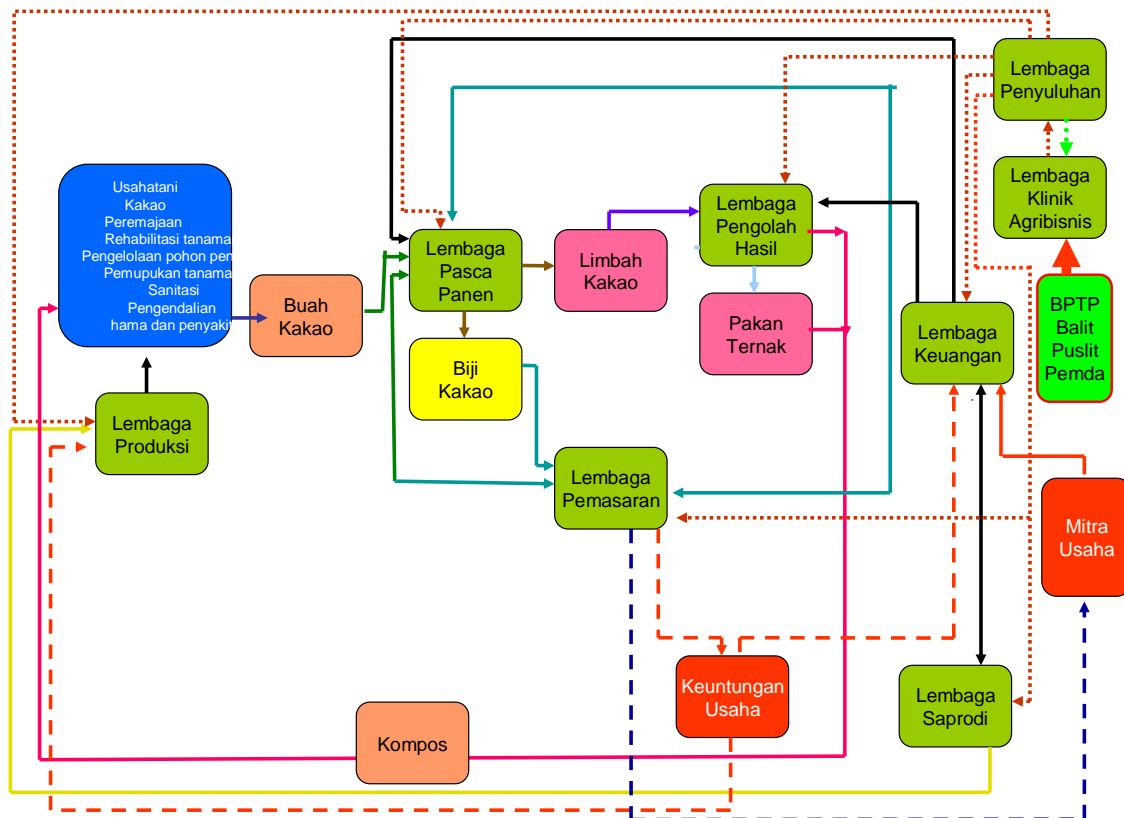 Lembaga
Penyuluhan
Usahatani
Kakao
Peremajaan
Rehabilitasi tanama
Pengelolaan pohon pen
Pemupukan tanama
Sanitasi
Pengendalian
hama dan penyakit
Lembaga
Klinik
Agribisnis
Lembaga
Pengolah
Hasil
Lembaga
Pasca
Panen
Limbah
Kakao
Buah
Kakao
BPTP
Balit
Puslit
Pemda
Pakan
Ternak
Lembaga
Keuangan
Biji
Kakao
Lembaga
Produksi
Lembaga
Pemasaran
Mitra
Usaha
Keuntungan
Usaha
Lembaga
Saprodi
Kompos